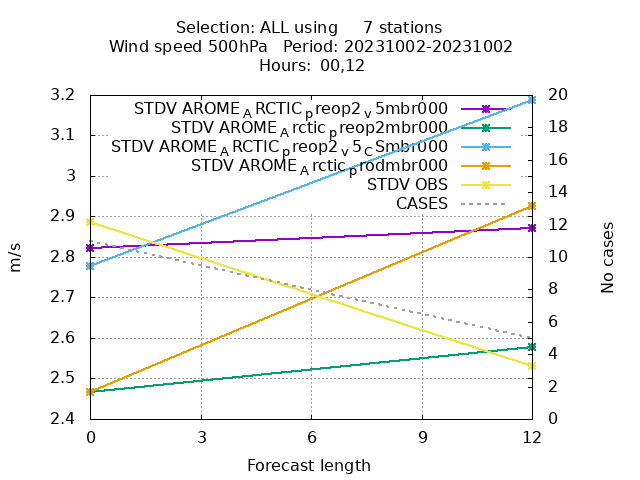 Selection: ALL using     7 stations
Wind speed 500hPa   Period: 20231002-20231002
Hours: 00,12
STDV AROME_ARCTIC_preop2_v5mbr000
STDV AROME_Arctic_preop2mbr000
STDV AROME_ARCTIC_preop2_v5_CSmbr000
STDV AROME_Arctic_prodmbr000
STDV OBS
CASES
3.2
3.1
3
2.9
2.8
2.7
2.6
2.5
2.4
m/s
20
18
16
14
12
10
8
6
4
2
0
No cases
0 3 6 9 12
Forecast length